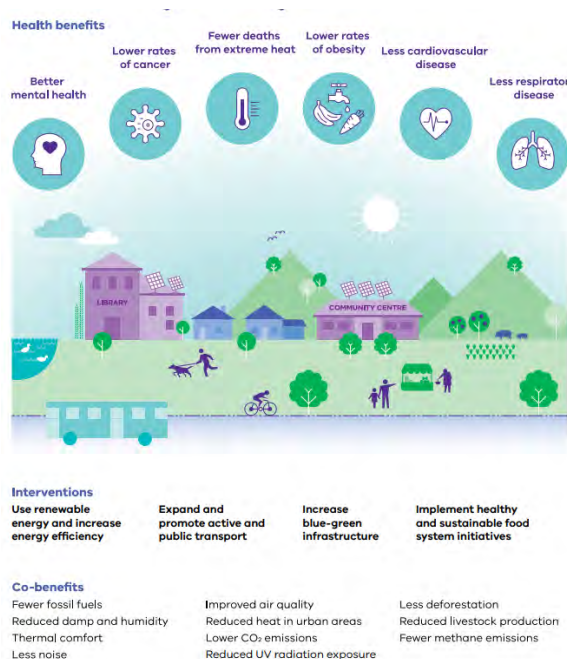 Health benefits
Better
mental health
Lower rates
of cancer
Fewer deaths
from extreme heat
Lower rates
of obesity
Less cardiovascular
disease
Less respirator
disease
LIBRARY
COMMUNITY CENTRE
Interventions
Use renewable
energy and increase
energy efficiency
Expand and
promote active and
public transport
Increase
blue-green
infrastructure
Implement healthy
and sustainable food
system initiatives
Co-benefits
Fewer fossil fuels
Reduced damp and humidity
Thermal comfort
Less noise
Improved air quality
Reduced heat in urban areas
Lower CO₂ emissions
Reduced UV radiation exposure
Less deforestation
Reduced livestock production
Fewer methane emissions